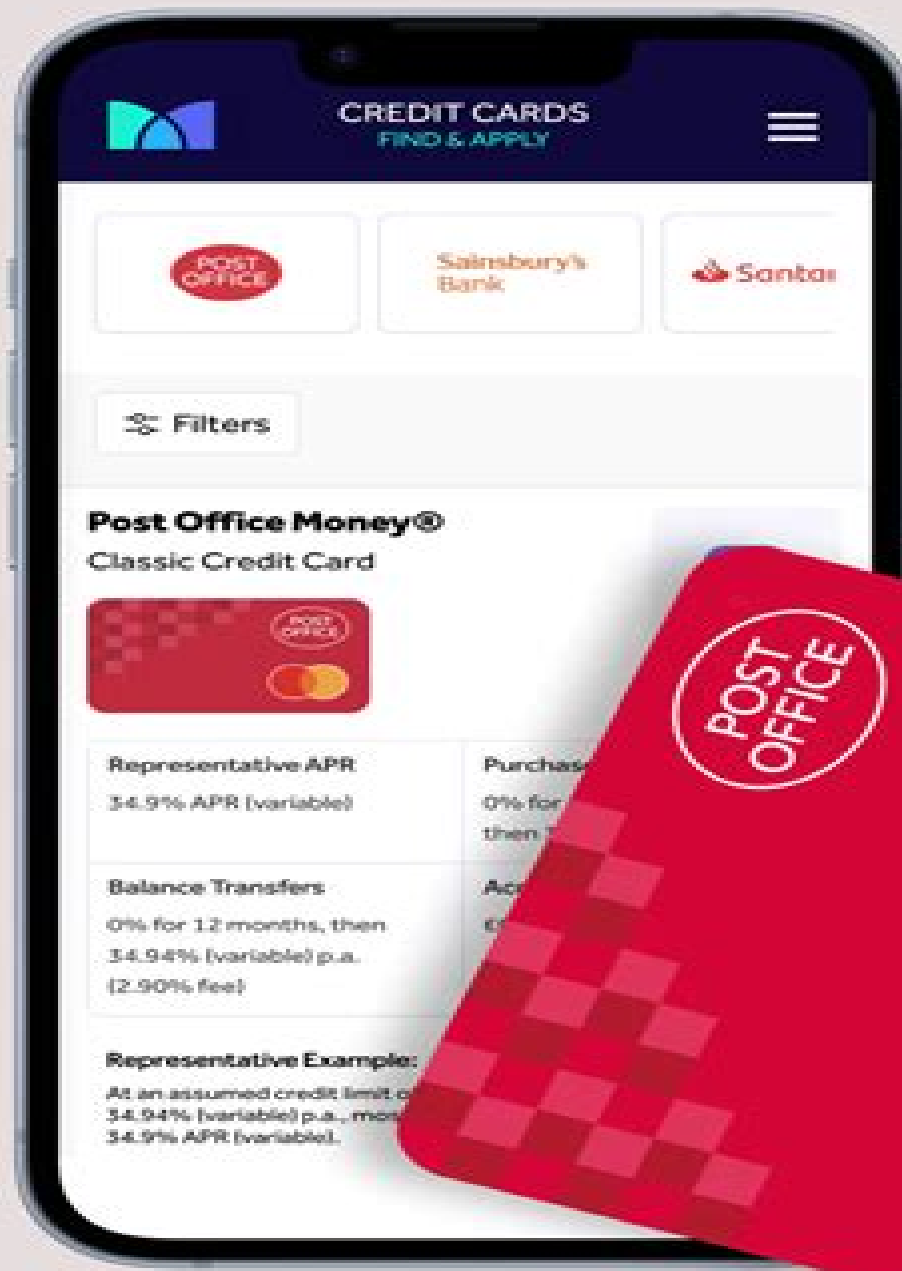 CREDIT CARDS
FIND & APPLY
POST
OFFICE
Sainsbury's
Bank
Santan
Filters
Post Office Money®
Classic Credit Card
POST
OFFICE
Representative APR
34.9% APR (variable)
Purchase
0% for
then
Balance Transfers
0% for 12 months, then
34.94% (variable) p.a.
(2.90% fee)
Representative Example:
At an assumed credit limit
34.94% (variable) p.a.,
34.9% APR (variable).
POST
OFFICE